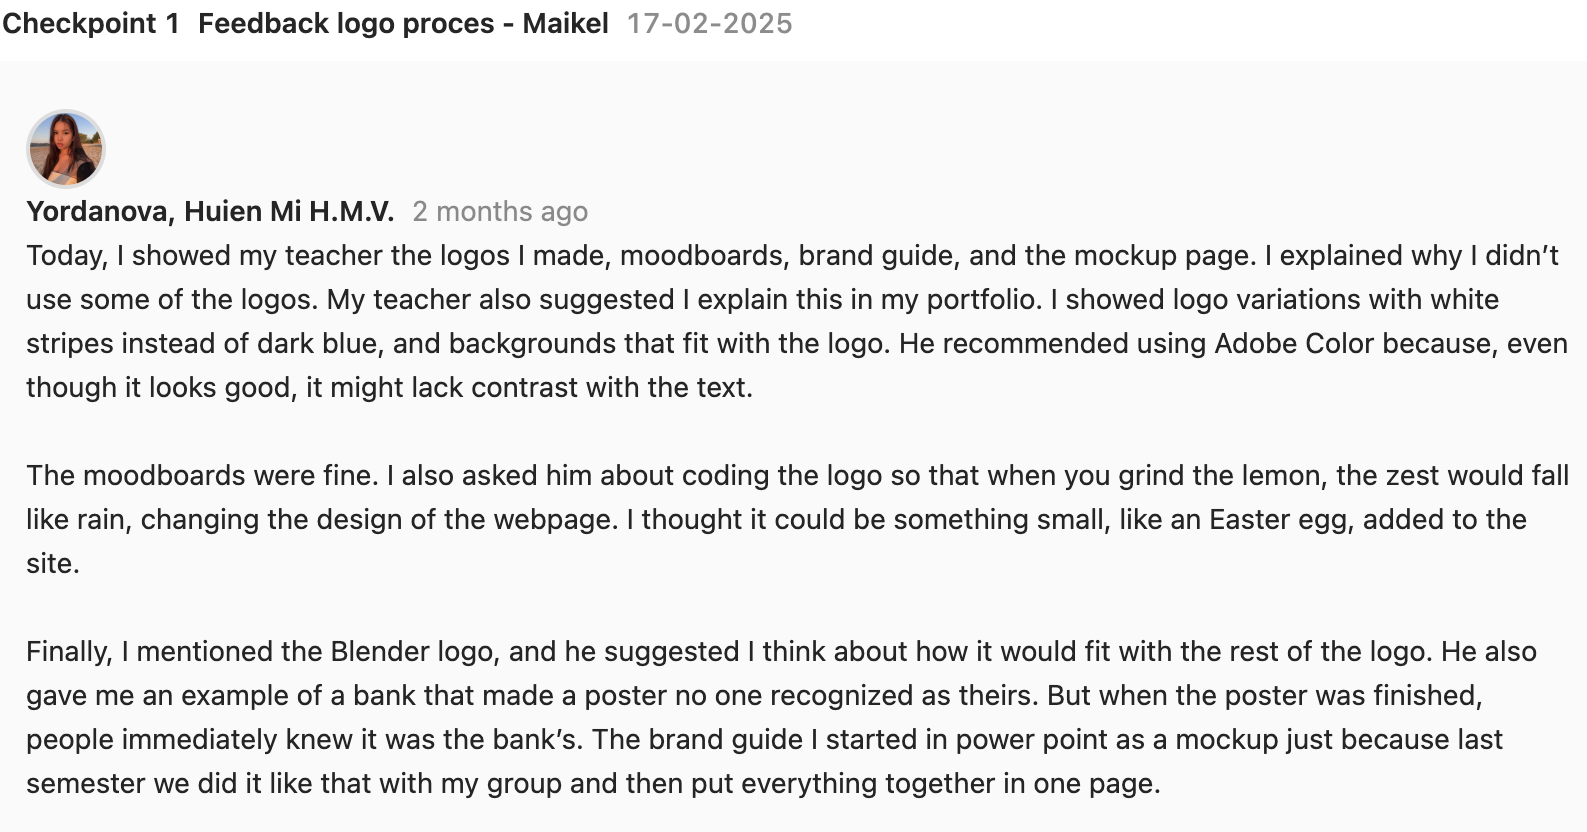 Checkpoint 1 Feedback logo proces - Maikel 17-02-2025
Yordanova, Huien Mi H.M.V. 2 months ago
Today, I showed my teacher the logos I made, moodboards, brand guide, and the mockup page. I explained why I didn’t
use some of the logos. My teacher also suggested I explain this in my portfolio. I showed logo variations with white
stripes instead of dark blue, and backgrounds that fit with the logo. He recommended using Adobe Color because, even
though it looks good, it might lack contrast with the text.
The moodboards were fine. I also asked him about coding the logo so that when you grind the lemon, the zest would fall
like rain, changing the design of the webpage. I thought it could be something small, like an Easter egg, added to the
site.
Finally, I mentioned the Blender logo, and he suggested I think about how it would fit with the rest of the logo. He also
gave me an example of a bank that made a poster no one recognized as theirs. But when the poster was finished,
people immediately knew it was the bank’s. The brand guide I started in power point as a mockup just because last
semester we did it like that with my group and then put everything together in one page.